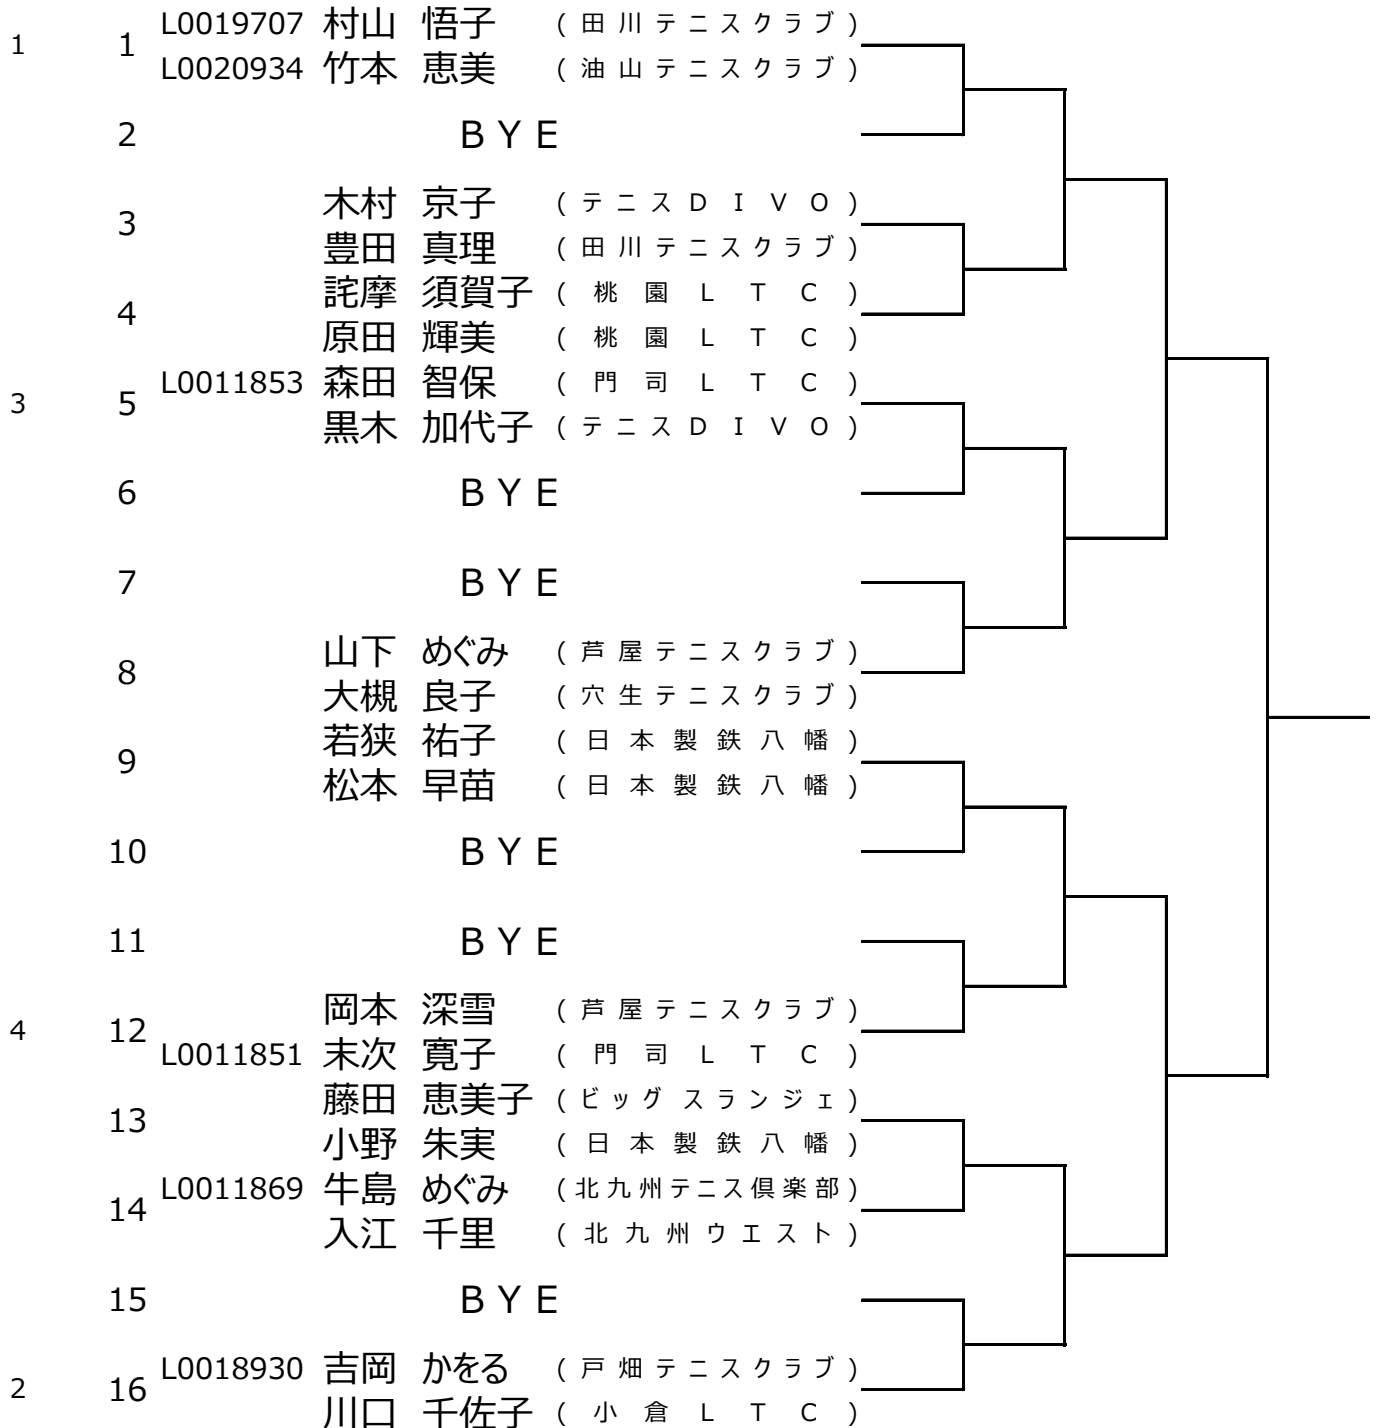 L0019707 村山 悟子 (田川テニスクラブ)
1 1
L0020934 竹本 恵美 (油山テニスクラブ)
2 BYE
木村 京子 (テニスDIVO)
3
豊田 真理 (田川テニスクラブ)
詫摩 須賀子 (桃園LTC)
4
原田 輝美 (桃園LTC)
L0011853 森田 智保 (門司LTC)
3 5
黒木 加代子 (テニスDIVO)
6 BYE
7 BYE
山下 めぐみ (芦屋テニスクラブ)
8
大槻 良子 (穴生テニスクラブ)
若狭 祐子 (日本製鉄八幡)
9
松本 早苗 (日本製鉄八幡)
10 BYE
11 BYE
岡本 深雪 (芦屋テニスクラブ)
4 12
L0011851 末次 寛子 (門司LTC)
藤田 恵美子 (ビッグスランジェ)
13
小野 朱実 (日本製鉄八幡)
L0011869 牛島 めぐみ (北九州テニス倶楽部)
14
入江 千里 (北九州ウエスト)
15 BYE
L0018930 吉岡 かをる (戸畑テニスクラブ)
2 16
川口 千佐子 (小倉LTC)